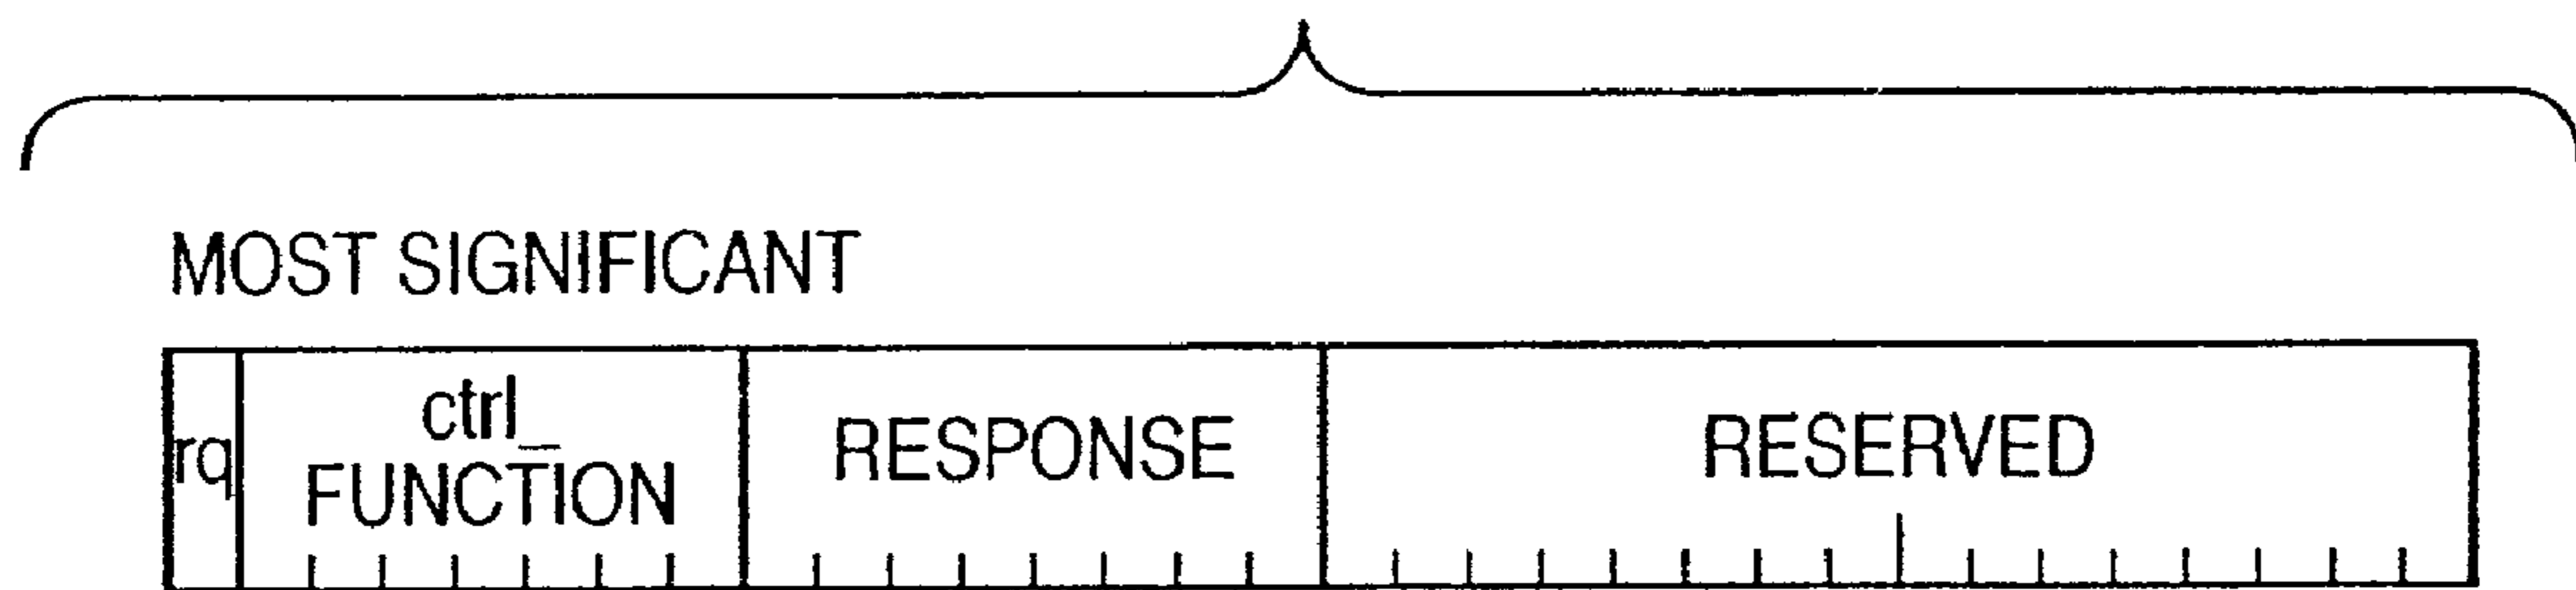 MOST SIGNIFICANT
rq
ctrl_
FUNCTION
RESPONSE
RESERVED